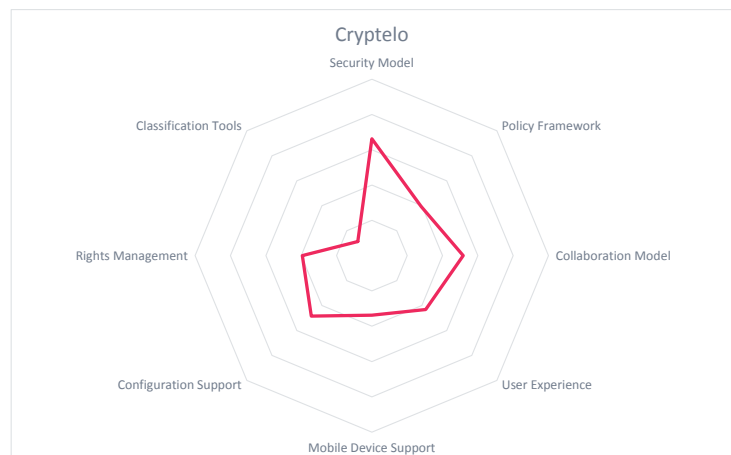 Cryptelo
Security Model
Classification Tools
Policy Framework
Rights Management
Collaboration Model
Configuration Support
User Experience
Mobile Device Support